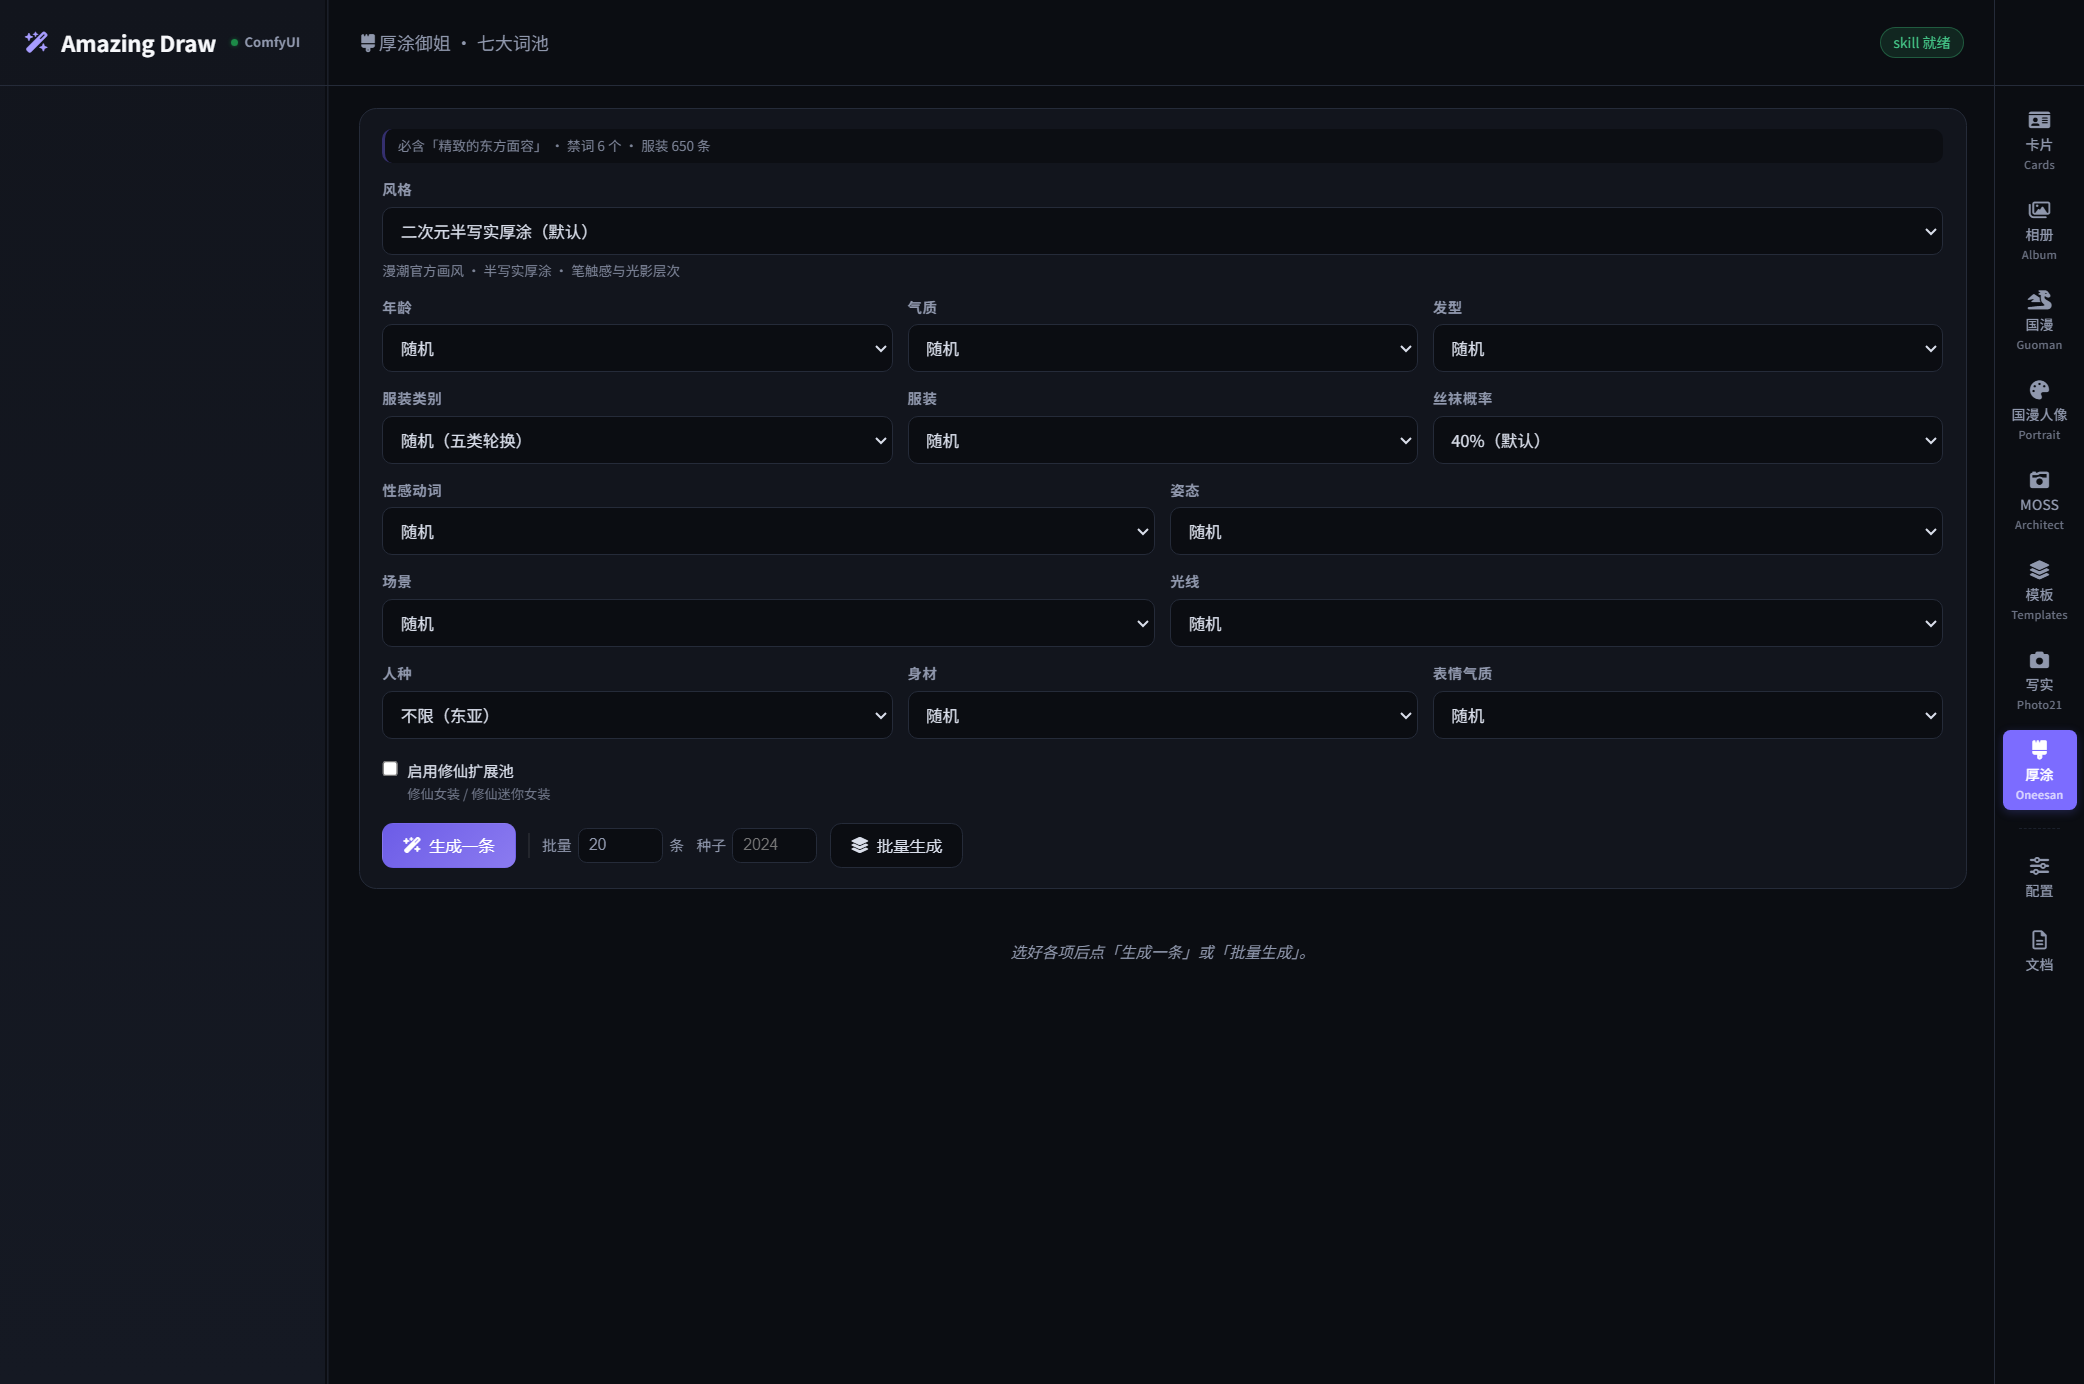 Amazing Draw
ComfyUI
厚涂御姐 · 七大词池
skill 就绪
必含「精致的东方面容」 · 禁词 6 个 · 服装 650 条
风格
二次元半写实厚涂（默认）
漫潮官方画风 · 半写实厚涂 · 笔触感与光影层次
年龄
气质
发型
随机
随机
随机
服装类别
服装
丝袜概率
随机（五类轮换）
随机
40%（默认）
性感动词
姿态
随机
随机
场景
光线
随机
随机
人种
身材
表情气质
不限（东亚）
随机
随机
启用修仙扩展池
修仙女装 / 修仙迷你女装
生成一条
批量
20
条
种子
2024
批量生成
选好各项后点「生成一条」或「批量生成」。
卡片
Cards
相册
Album
国漫
Guoman
国漫人像
Portrait
MOSS
Architect
模板
Templates
写实
Photo21
厚涂
Oneesan
配置
文档